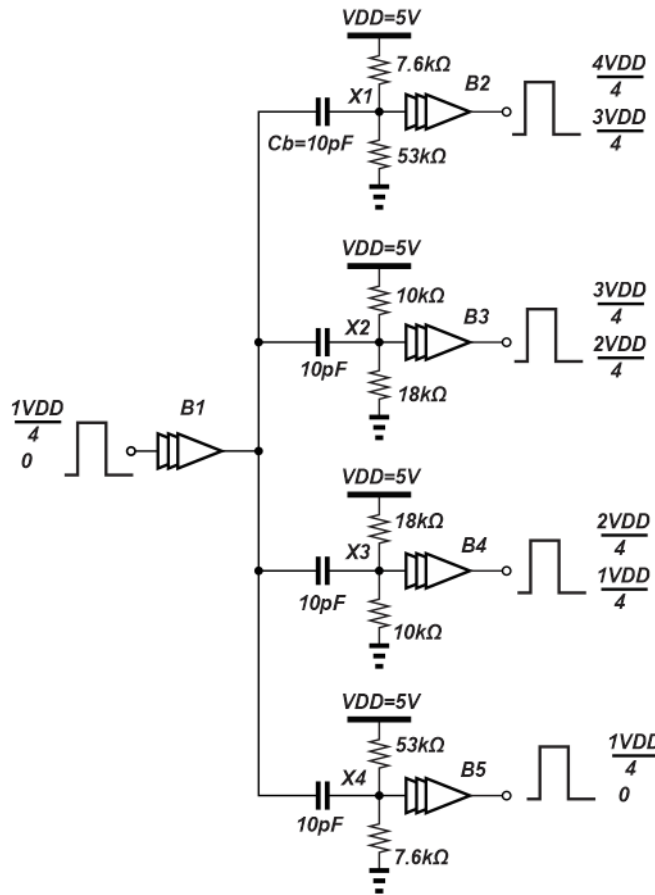 VDD=5V
7.6kΩ
X1
B2
4VDD
4
3VDD
4
Cb=10pF
53kΩ
VDD=5V
10kΩ
X2
B3
3VDD
4
2VDD
4
10pF
18kΩ
1VDD
4
0
B1
VDD=5V
18kΩ
X3
B4
2VDD
4
1VDD
4
10pF
10kΩ
VDD=5V
53kΩ
X4
B5
1VDD
4
0
10pF
7.6kΩ